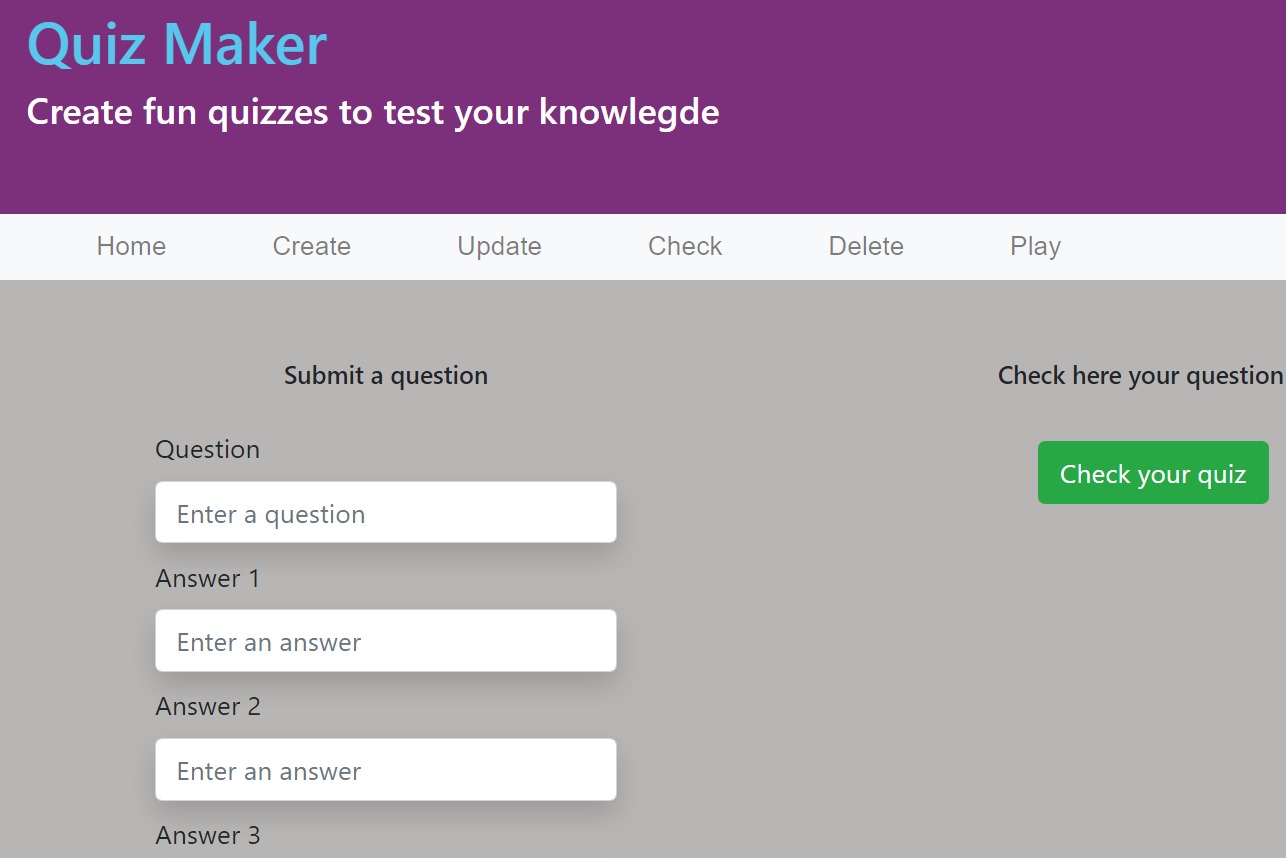 Quiz Maker
Create fun quizzes to test your knowlegde
Home Create Update Check Delete Play
Submit a question
Question
Enter a question
Answer 1
Enter an answer
Answer 2
Enter an answer
Answer 3
Check here your question
Check your quiz